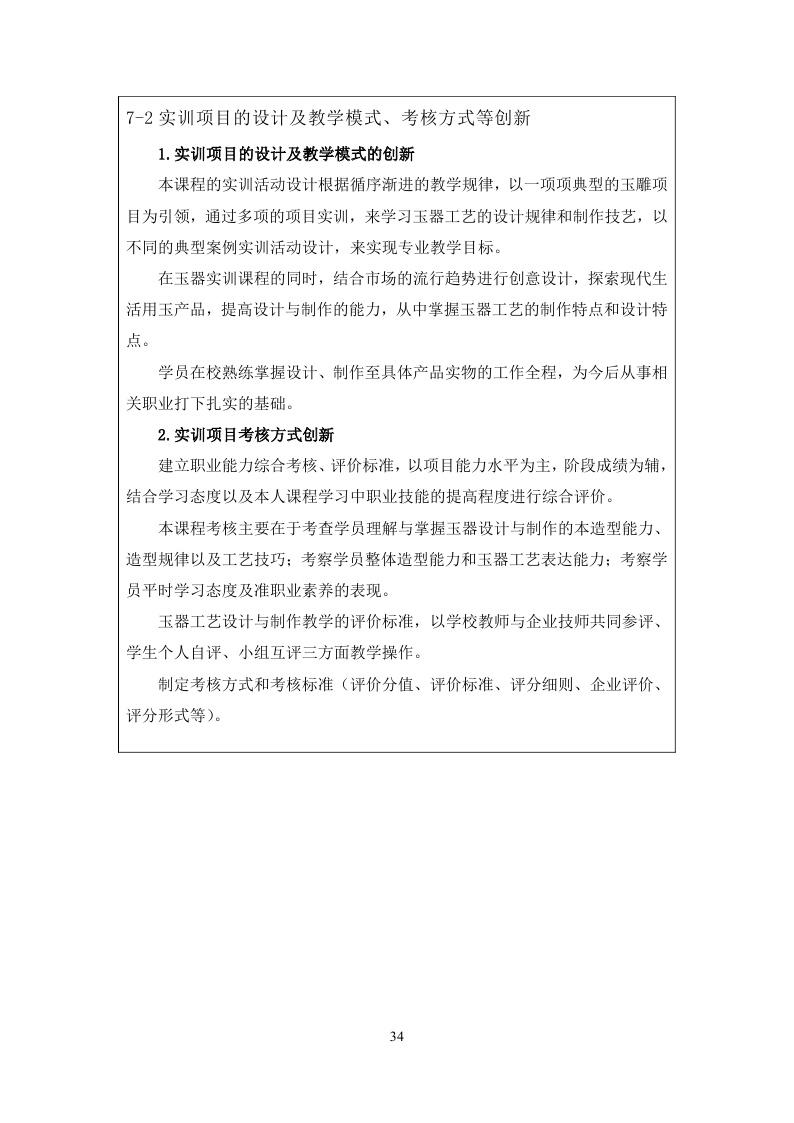 7-2 实训项目的设计及教学模式、考核方式等创新
1.实训项目的设计及教学模式的创新
本课程的实训活动设计根据循序渐进的教学规律，以一项项典型的玉雕项
目为引领，通过多项的项目实训，来学习玉器工艺的设计规律和制作技艺，以
不同的典型案例实训活动设计，来实现专业教学目标。
在玉器实训课程的同时，结合市场的流行趋势进行创意设计，探索现代生
活用玉产品，提高设计与制作的能力，从中掌握玉器工艺的制作特点和设计特
点。
学员在校熟练掌握设计、制作至具体产品实物的工作全程，为今后从事相
关职业打下扎实的基础。
2.实训项目考核方式创新
建立职业能力综合考核、评价标准，以项目能力水平为主，阶段成绩为辅，
结合学习态度以及本人课程学习中职业技能的提高程度进行综合评价。
本课程考核主要在于考查学员理解与掌握玉器设计与制作的本造型能力、
造型规律以及工艺技巧；考察学员整体造型能力和玉器工艺表达能力；考察学
员平时学习态度及准职业素养的表现。
玉器工艺设计与制作教学的评价标准，以学校教师与企业技师共同参评、
学生个人自评、小组互评三方面教学操作。
制定考核方式和考核标准（评价分值、评价标准、评分细则、企业评价、
评分形式等）。
34